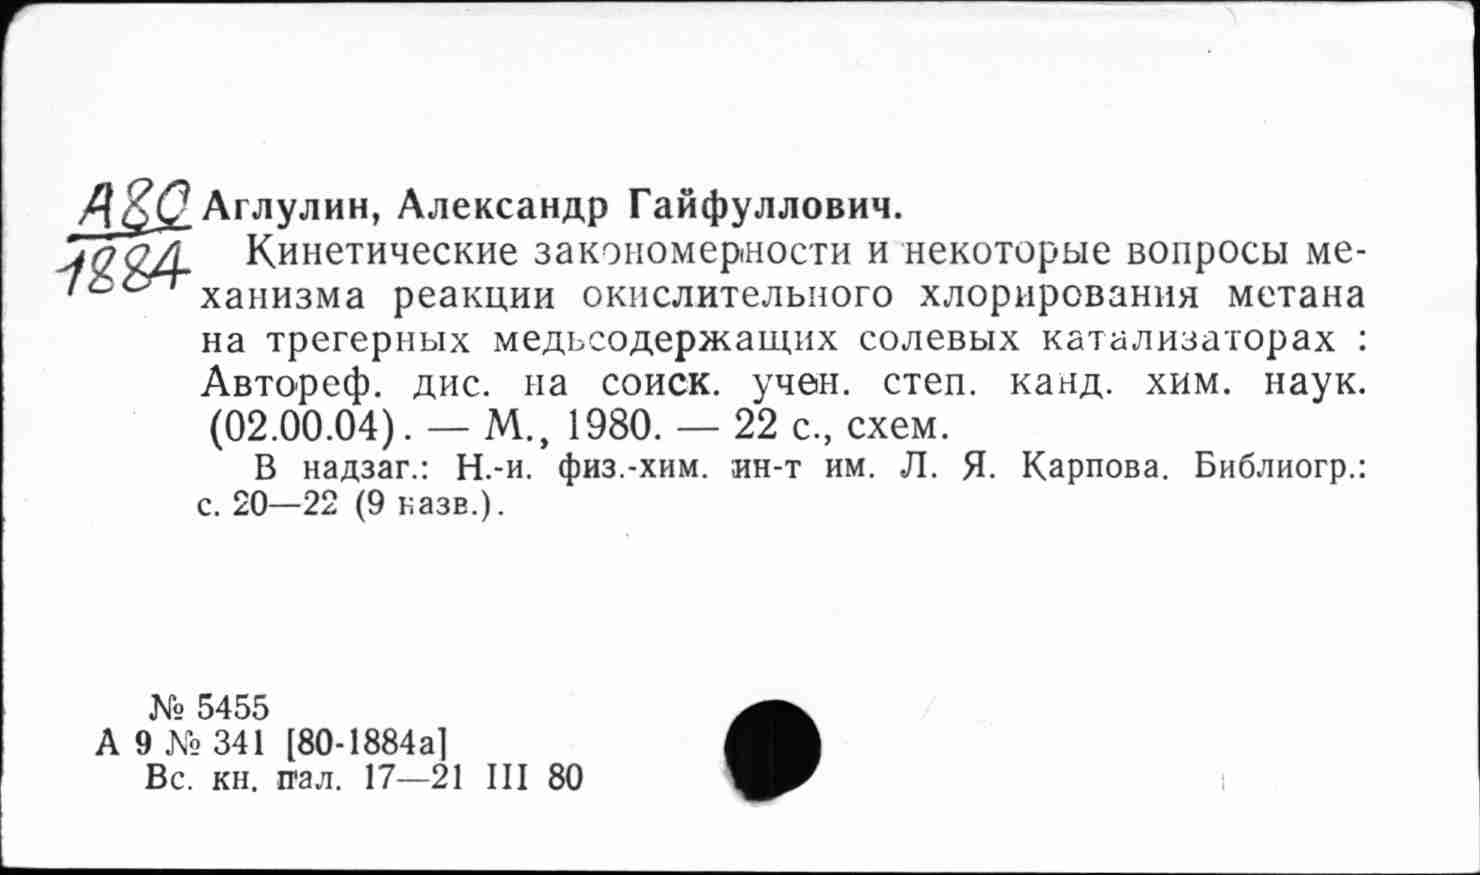 А80 Аглулин, Александр Гайфуллович.
1884 Кинетические закономерности и некоторые вопросы ме-
ханизма реакции окислительного хлорирования метана
на трегерных медьсодержащих солевых катализаторах :
Автореф. дис. на соиск. учен. степ. канд. хим. наук.
(02.00.04). — М., 1980. — 22 с., схем.
В надзаг.: Н.-и. физ.-хим. ин-т им. Л. Я. Карпова. Библиогр.:
с. 20—22 (9 назв.).
№ 5455
А 9 № 341 [80-1884а]
Вс. кн. пал. 17—21 III 80